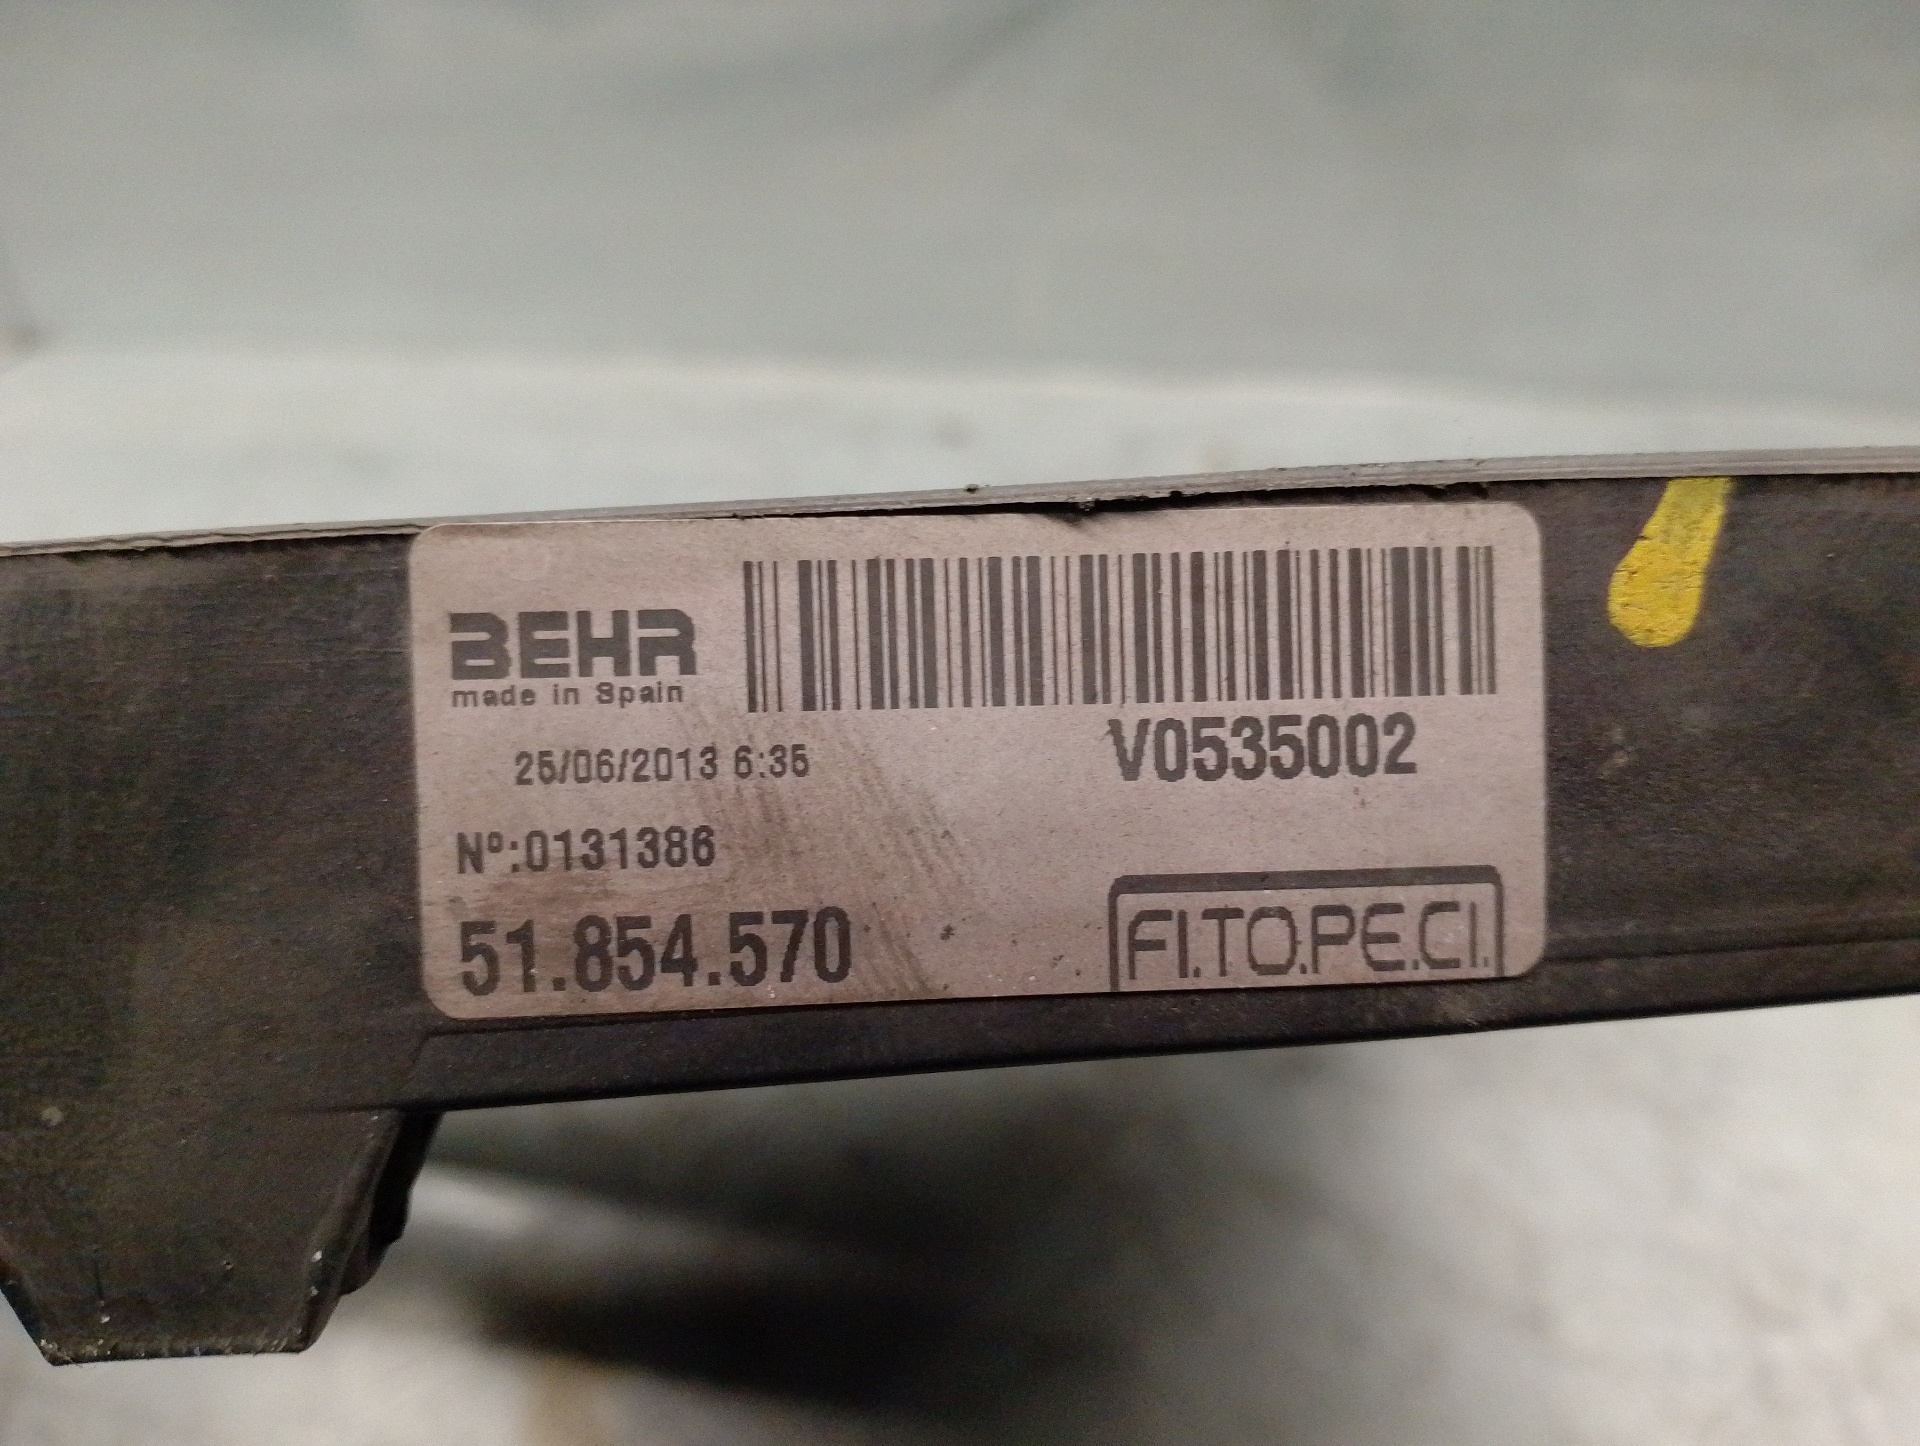 BEHR
made in Spain
25/06/2013 6:35
V0535002
Nº:0131386
51.854.570
FI.TO.PE.CI.